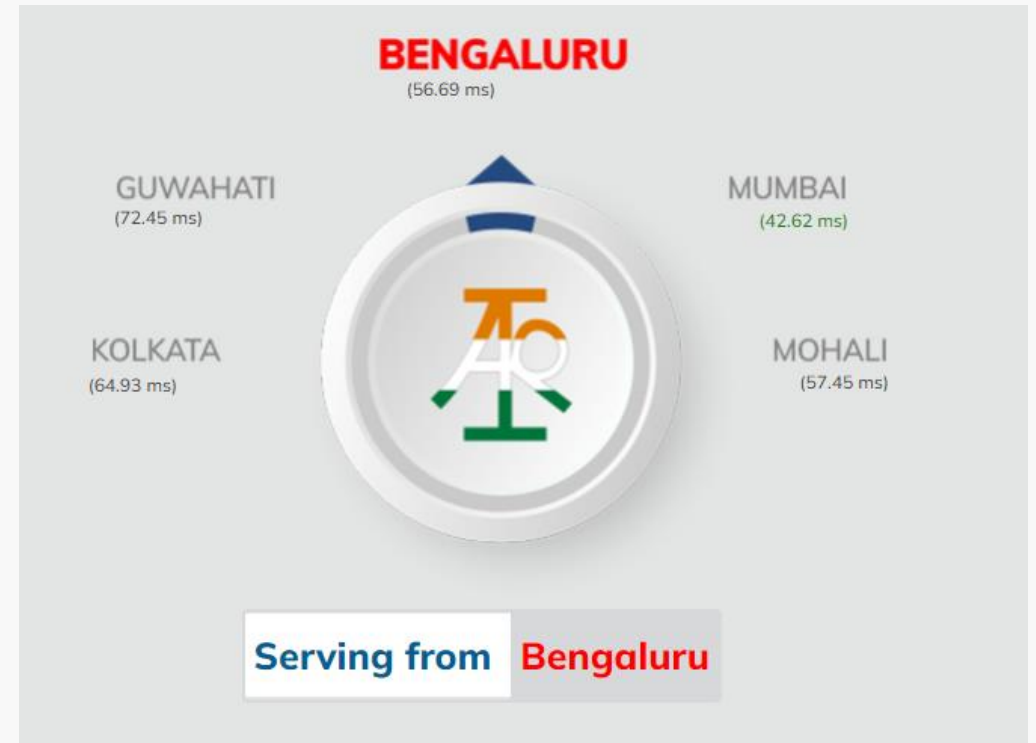 BENGALURU
(56.69 ms)
GUWAHATI
(72.45 ms)
MUMBAI
(42.62 ms)
KOLKATA
(64.93 ms)
MOHALI
(57.45 ms)
AR
Serving from Bengaluru